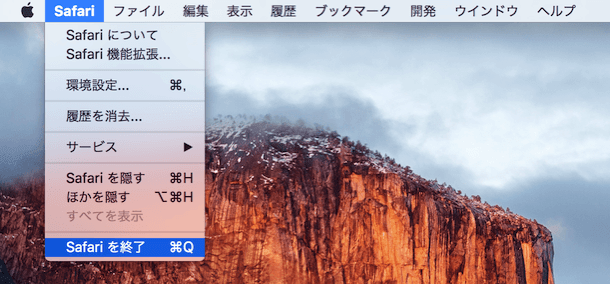 Safari ファイル 編集 表示 履歴 ブックマーク 開発 ウインドウ ヘルプ
Safari について
Safari 機能拡張...
環境設定... ⌘,
履歴を消去...
サービス ▶
Safari を隠す ⌘H
ほかを隠す ⌥⌘H
すべてを表示
Safari を終了 ⌘Q